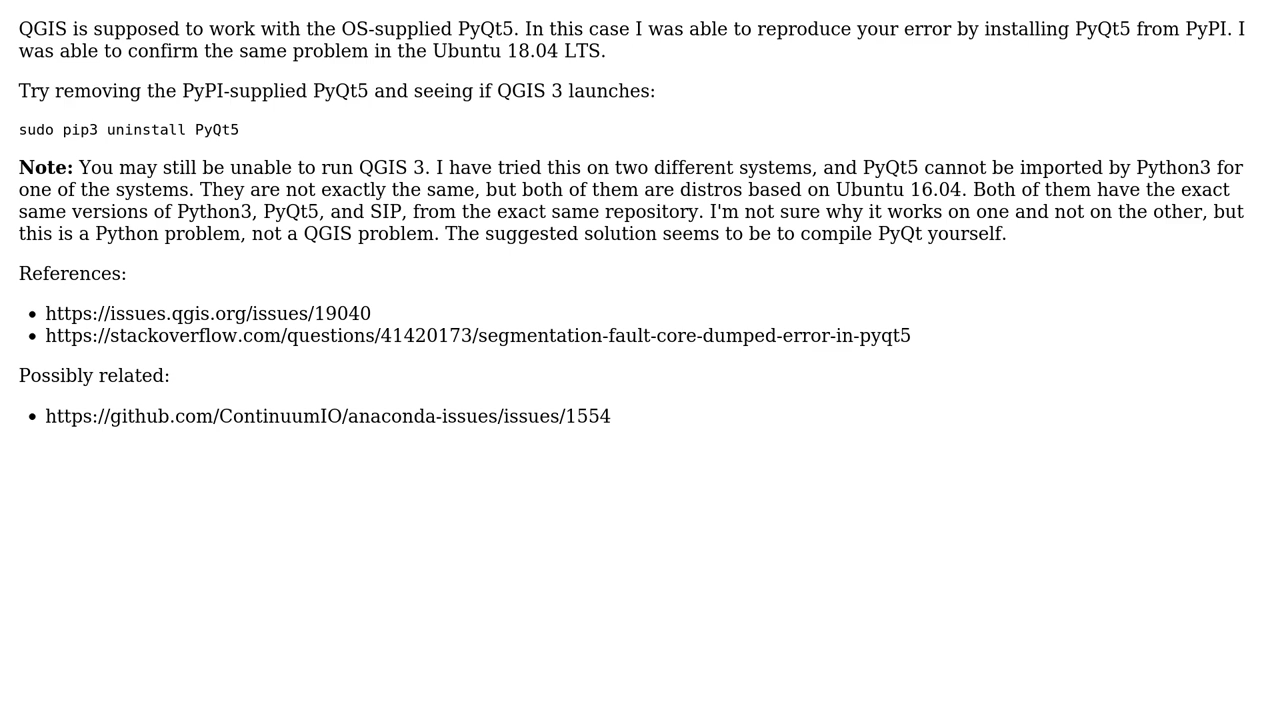 QGIS is supposed to work with the OS-supplied PyQt5. In this case I was able to reproduce your error by installing PyQt5 from PyPI. I
was able to confirm the same problem in the Ubuntu 18.04 LTS.
Try removing the PyPI-supplied PyQt5 and seeing if QGIS 3 launches:
sudo pip3 uninstall PyQt5
Note: You may still be unable to run QGIS 3. I have tried this on two different systems, and PyQt5 cannot be imported by Python3 for
one of the systems. They are not exactly the same, but both of them are distros based on Ubuntu 16.04. Both of them have the exact
same versions of Python3, PyQt5, and SIP, from the exact same repository. I'm not sure why it works on one and not on the other, but
this is a Python problem, not a QGIS problem. The suggested solution seems to be to compile PyQt yourself.
References:
• https://issues.qgis.org/issues/19040
• https://stackoverflow.com/questions/41420173/segmentation-fault-core-dumped-error-in-pyqt5
Possibly related:
• https://github.com/ContinuumIO/anaconda-issues/issues/1554